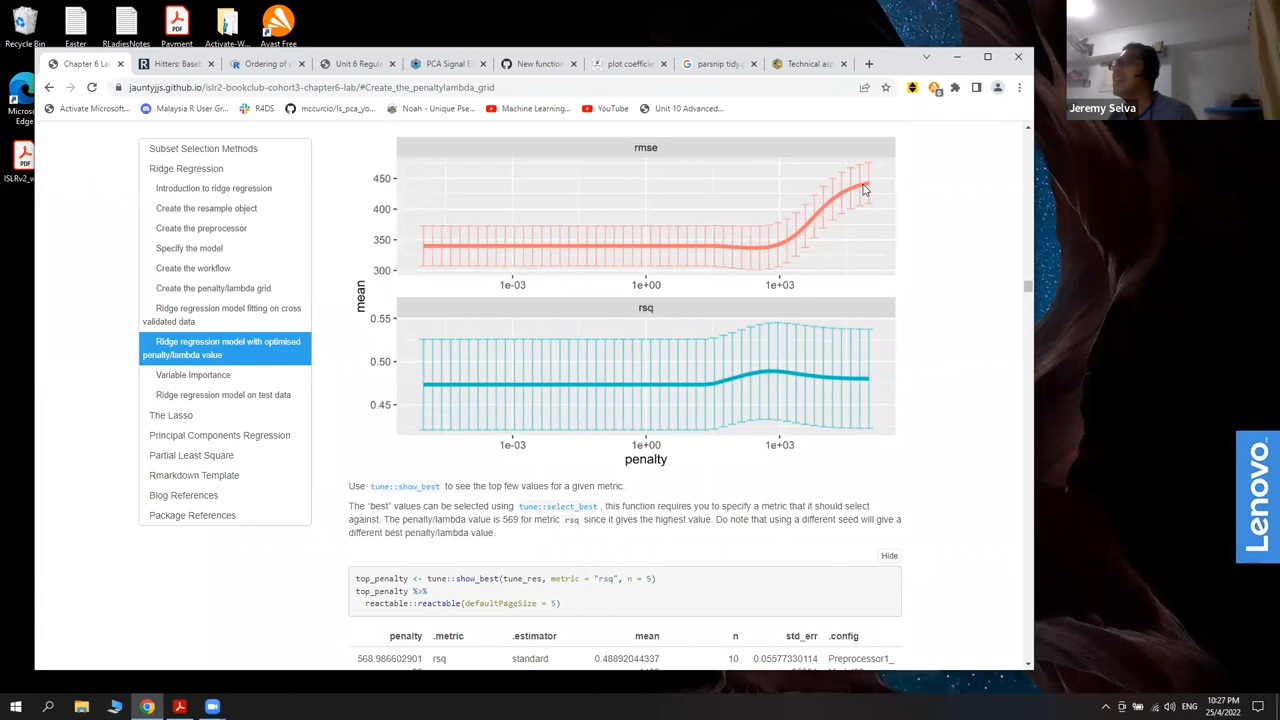 Recycle Bin
Easter
RLadiesNotes
Payment
Activate-W...
Avast Free
Chapter 6 La
Hitters: Baseb
Ordering of
Unit 6 Regula
PCA Signal E
New function
plot coefficie
parsnip tidy
Technical asp
jauntyjjs.github.io/islr-bookclub-cohort3-chapter6-lab/#Create_the_penaltylambda_grid
Activate Microsoft...
Malaysia R User Gr...
R4DS
mccurcio/ls_pca_yo...
Noah - Unique Pse...
Machine Learning...
YouTube
Unit 10 Advanced...
Jeremy Selva
Microsoft
Edge
ISLRv2_w
Subset Selection Methods
Ridge Regression
Introduction to ridge regression
Create the resample object
Create the preprocessor
Specify the model
Create the workflow
Create the penalty/lambda grid
Ridge regression model fitting on cross
validated data
Ridge regression model with optimised
penalty/lambda value
Variable Importance
Ridge regression model on test data
The Lasso
Principal Components Regression
Partial Least Square
Rmarkdown Template
Blog References
Package References
rmse
450
400
350
300
1e-03
1e+00
1e+03
mean
rsq
0.55
0.50
0.45
1e-03
1e+00
1e+03
penalty
Use tune::show_best to see the top few values for a given metric.
The “best” values can be selected using tune::select_best, this function requires you to specify a metric that it should select
against. The penalty/lambda value is 569 for metric rsq since it gives the highest value. Do note that using a different seed will give a
different best penalty/lambda value.
Hide
top_penalty <- tune::show_best(tune_res, metric = "rsq", n = 5)
top_penalty %>%
reactable::reactable(defaultPageSize = 5)
penalty .metric .estimator mean n std_err .config
568.986602901 rsq standard 0.48892044337 10 0.05577330114 Preprocessor1_
Lenovo
10:27 PM
25/4/2022